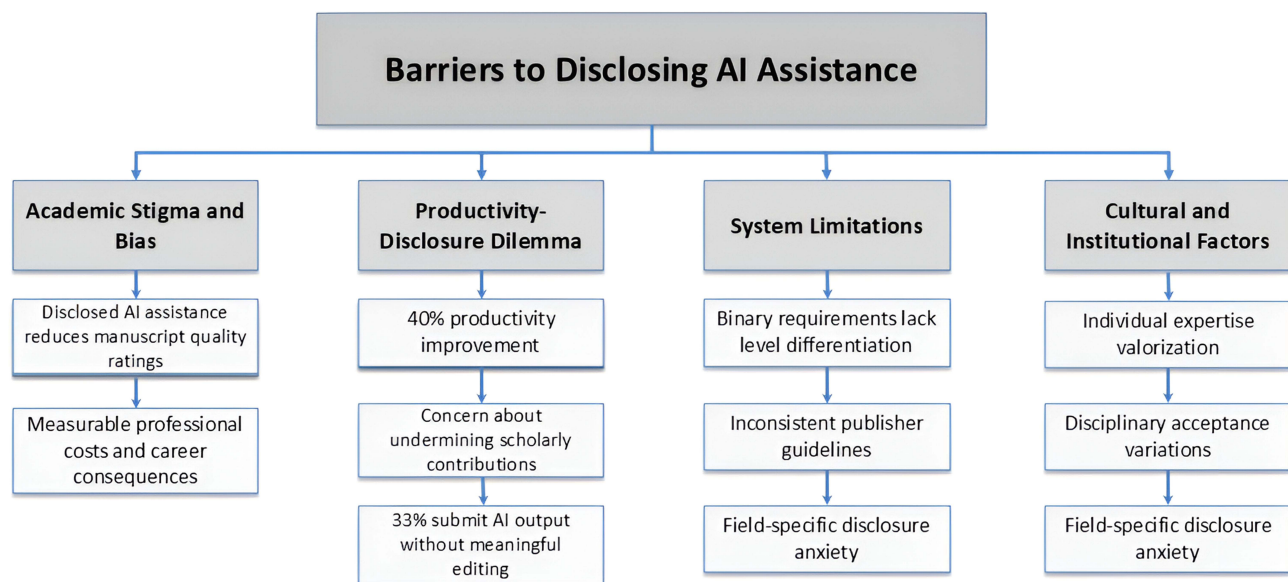 Barriers to Disclosing AI Assistance
Academic Stigma and
Bias
Disclosed AI assistance
reduces manuscript quality
ratings
Measurable professional
costs and career
consequences
Productivity-
Disclosure Dilemma
40% productivity
improvement
Concern about
undermining scholarly
contributions
33% submit AI output
without meaningful
editing
System Limitations
Binary requirements lack
level differentiation
Inconsistent publisher
guidelines
Field-specific disclosure
anxiety
Cultural and
Institutional Factors
Individual expertise
valorization
Disciplinary acceptance
variations
Field-specific disclosure
anxiety